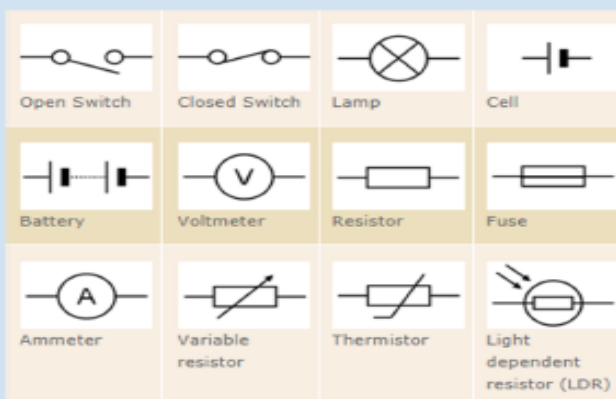 Open Switch
Closed Switch
Lamp
Cell
V
Battery
Voltmeter
Resistor
Fuse
A
Ammeter
Variable
resistor
Thermistor
Light
dependent
resistor (LDR)